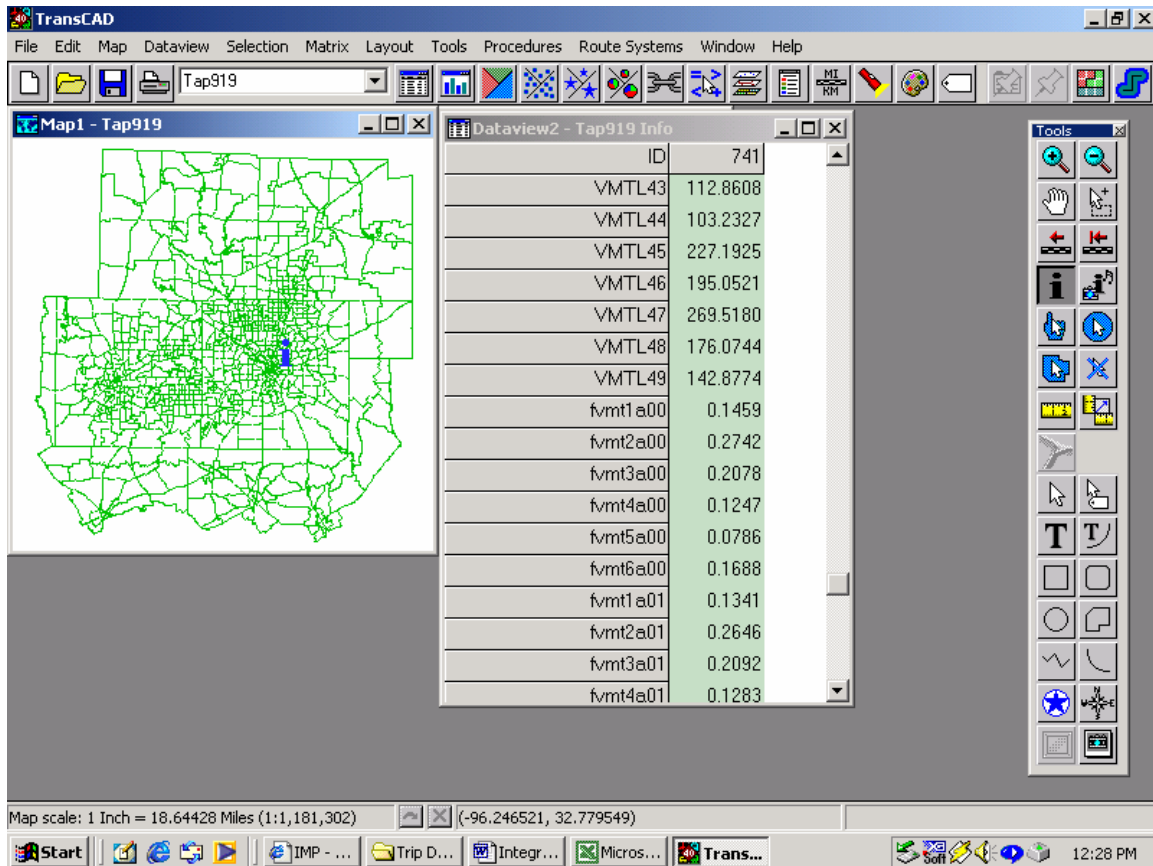 TransCAD
File Edit Map Dataview Selection Matrix Layout Tools Procedures Route Systems Window Help
Tap919
MI
KM
Map1 - Tap919
Dataview2 - Tap919 Info
Tools
ID 741
VMTL43 112.8608
VMTL44 103.2327
VMTL45 227.1925
VMTL46 195.0521
VMTL47 269.5180
VMTL48 176.0744
VMTL49 142.8774
fvmt1a00 0.1459
fvmt2a00 0.2742
fvmt3a00 0.2078
fvmt4a00 0.1247
fvmt5a00 0.0786
fvmt6a00 0.1688
fvmt1a01 0.1341
fvmt2a01 0.2646
fvmt3a01 0.2092
fvmt4a01 0.1283
Map scale: 1 Inch = 18.64428 Miles (1:1,181,302) (-96.246521, 32.779549)
Start IMP - ... Trip D... Integr... Micros... Trans... 12:28 PM